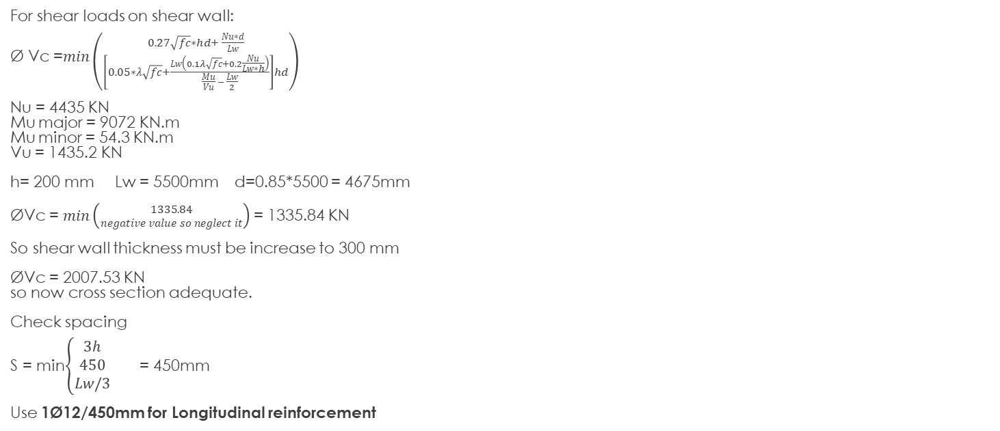 For shear loads on shear wall:
Ø Vc =min ( 0.27√fc*hd+ Nu*d/Lw
[0.05*λ√fc+ Lw(0.1λ√fc+0.2 Nu/Lw*h) / (Mu/Vu − Lw/2)] hd )
Nu = 4435 KN
Mu major = 9072 KN.m
Mu minor = 54.3 KN.m
Vu = 1435.2 KN
h= 200 mm Lw = 5500mm d=0.85*5500 = 4675mm
ØVc = min ( 1335.84
negative value so neglect it ) = 1335.84 KN
So shear wall thickness must be increase to 300 mm
ØVc = 2007.53 KN
so now cross section adequate.
Check spacing
S = min { 3h
450
Lw/3 = 450mm
Use 1Ø12/450mm for Longitudinal reinforcement